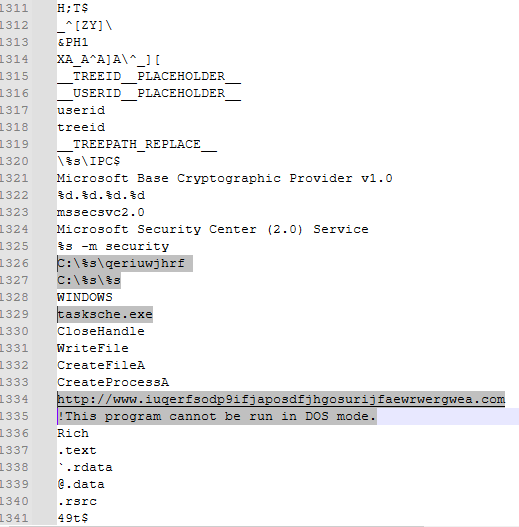 1311 H;T$
1312 _^[ZY]\
1313 &PH1
1314 XA_A^A]A\^_][
1315 __TREEID__PLACEHOLDER__
1316 __USERID__PLACEHOLDER__
1317 userid
1318 treeid
1319 __TREEPATH_REPLACE__
1320 \%s\IPC$
1321 Microsoft Base Cryptographic Provider v1.0
1322 %d.%d.%d.%d
1323 mssecsvc2.0
1324 Microsoft Security Center (2.0) Service
1325 %s -m security
1326 C:\%s\qeriuwjhrf
1327 C:\%s\%s
1328 WINDOWS
1329 tasksche.exe
1330 CloseHandle
1331 WriteFile
1332 CreateFileA
1333 CreateProcessA
1334 http://www.iuqerfsodp9ifjaposdfjhgosurijfaewrwergwea.com
1335 !This program cannot be run in DOS mode.
1336 Rich
1337 .text
1338 `.rdata
1339 @.data
1340 .rsrc
1341 49t$